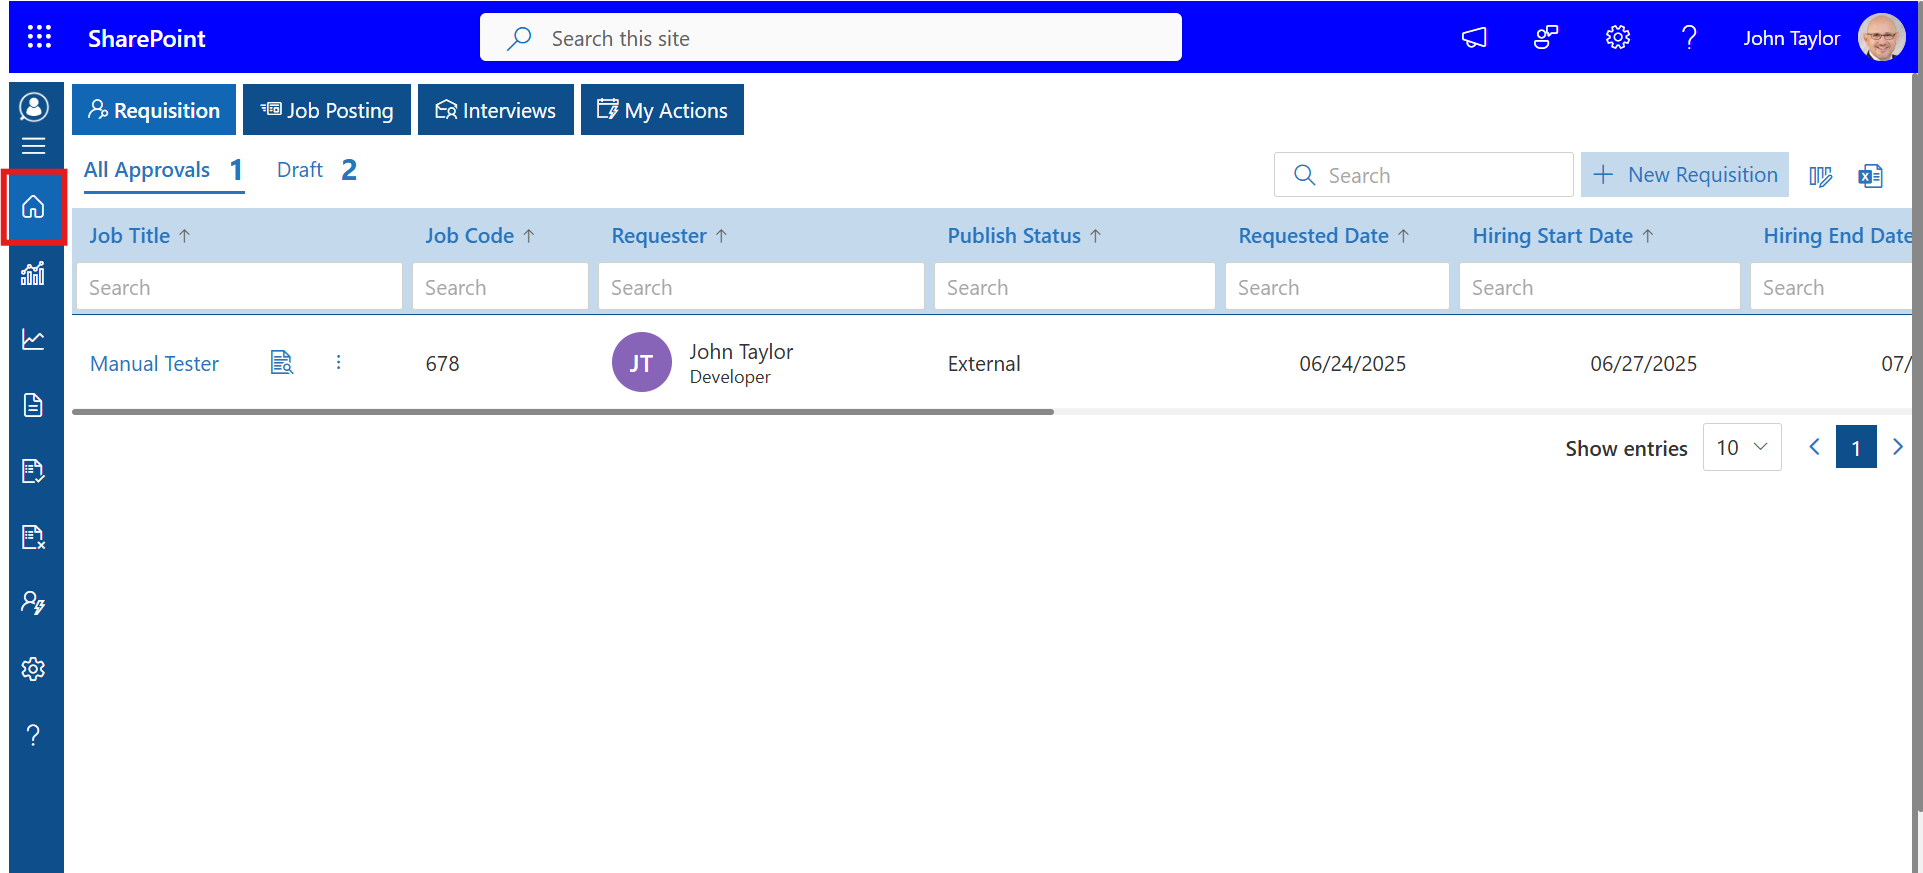 SharePoint
Search this site
John Taylor
Requisition
Job Posting
Interviews
My Actions
All Approvals 1
Draft 2
Search
New Requisition
Job Title ↑ Job Code ↑ Requester ↑ Publish Status ↑ Requested Date ↑ Hiring Start Date ↑ Hiring End Date
Search Search Search Search Search Search Search
Manual Tester 678 JT John Taylor External 06/24/2025 06/27/2025 07/
Developer
Show entries 10 1